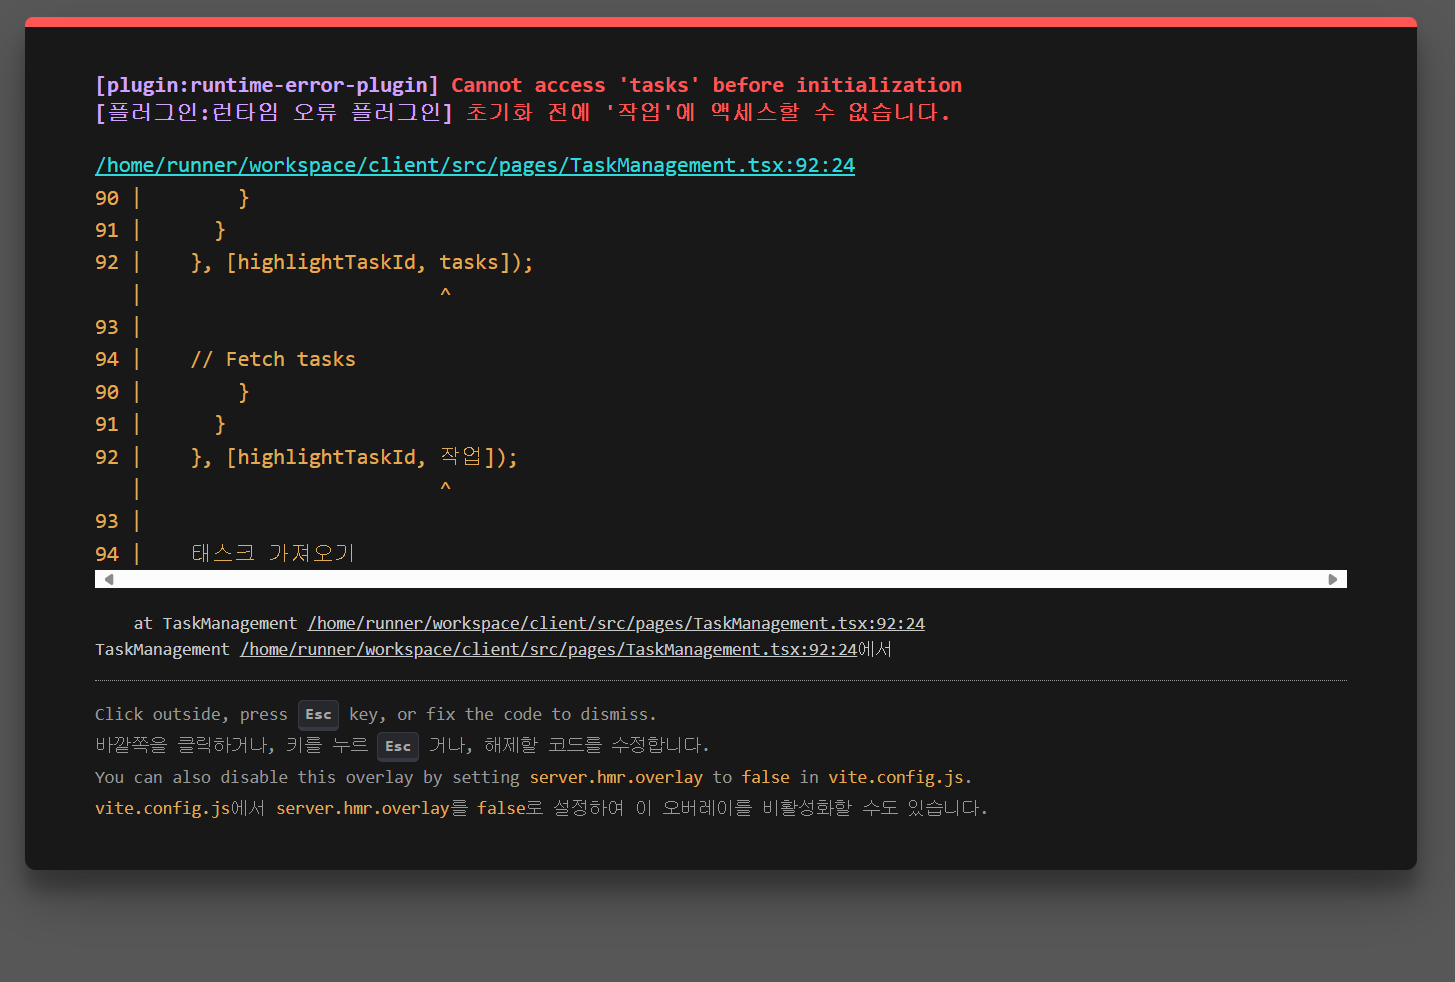 [plugin:runtime-error-plugin] Cannot access 'tasks' before initialization
[플러그인:런타임 오류 플러그인] 초기화 전에 '작업'에 액세스할 수 없습니다.
/home/runner/workspace/client/src/pages/TaskManagement.tsx:92:24
90 |        }
91 |      }
92 |    }, [highlightTaskId, tasks]);
   |                         ^
93 |
94 |    // Fetch tasks
90 |        }
91 |      }
92 |    }, [highlightTaskId, 작업]);
   |                         ^
93 |
94 |    태스크 가져오기
    at TaskManagement /home/runner/workspace/client/src/pages/TaskManagement.tsx:92:24
TaskManagement /home/runner/workspace/client/src/pages/TaskManagement.tsx:92:24에서
Click outside, press Esc key, or fix the code to dismiss.
바깥쪽을 클릭하거나, 키를 누르 Esc 거나, 해제할 코드를 수정합니다.
You can also disable this overlay by setting server.hmr.overlay to false in vite.config.js.
vite.config.js에서 server.hmr.overlay를 false로 설정하여 이 오버레이를 비활성화할 수도 있습니다.